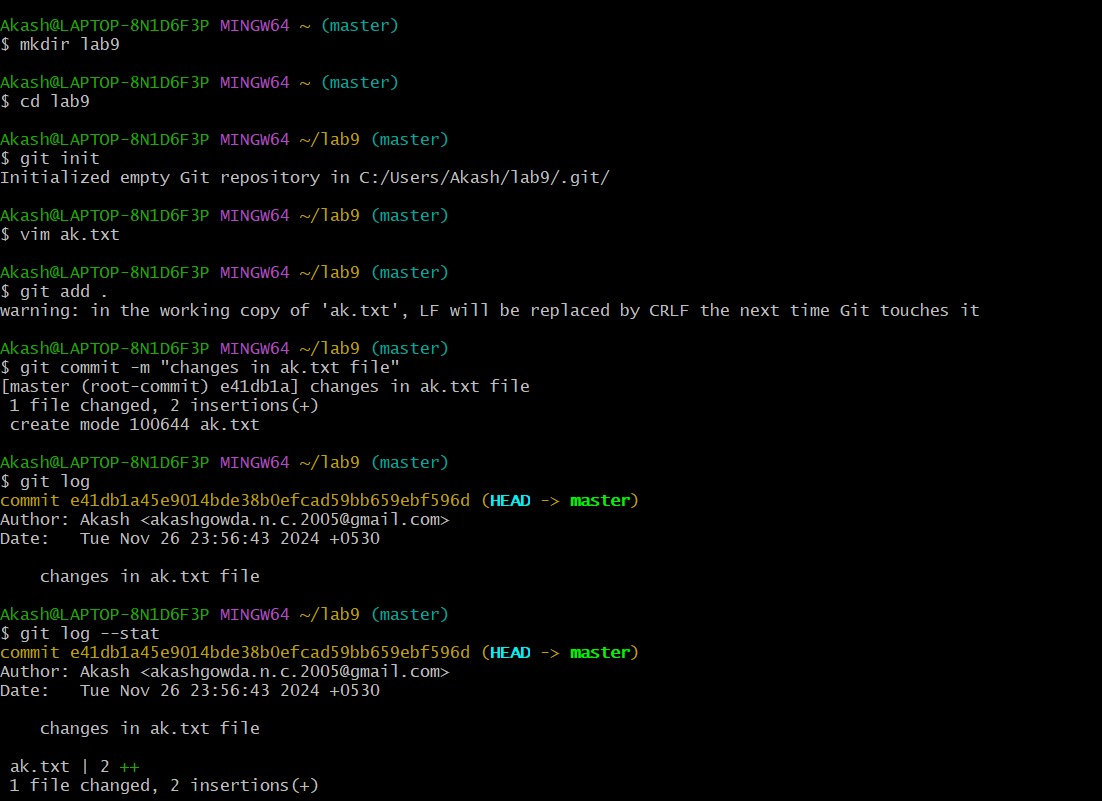 Akash@LAPTOP-8N1D6F3P MINGW64 ~ (master)
$ mkdir lab9
Akash@LAPTOP-8N1D6F3P MINGW64 ~ (master)
$ cd lab9
Akash@LAPTOP-8N1D6F3P MINGW64 ~/lab9 (master)
$ git init
Initialized empty Git repository in C:/Users/Akash/lab9/.git/
Akash@LAPTOP-8N1D6F3P MINGW64 ~/lab9 (master)
$ vim ak.txt
Akash@LAPTOP-8N1D6F3P MINGW64 ~/lab9 (master)
$ git add .
warning: in the working copy of 'ak.txt', LF will be replaced by CRLF the next time Git touches it
Akash@LAPTOP-8N1D6F3P MINGW64 ~/lab9 (master)
$ git commit -m "changes in ak.txt file"
[master (root-commit) e41db1a] changes in ak.txt file
 1 file changed, 2 insertions(+)
 create mode 100644 ak.txt
Akash@LAPTOP-8N1D6F3P MINGW64 ~/lab9 (master)
$ git log
commit e41db1a45e9014bde38b0efcad59bb659ebf596d (HEAD -> master)
Author: Akash <akashgowda.n.c.2005@gmail.com>
Date:   Tue Nov 26 23:56:43 2024 +0530
    changes in ak.txt file
Akash@LAPTOP-8N1D6F3P MINGW64 ~/lab9 (master)
$ git log --stat
commit e41db1a45e9014bde38b0efcad59bb659ebf596d (HEAD -> master)
Author: Akash <akashgowda.n.c.2005@gmail.com>
Date:   Tue Nov 26 23:56:43 2024 +0530
    changes in ak.txt file
 ak.txt | 2 ++
 1 file changed, 2 insertions(+)